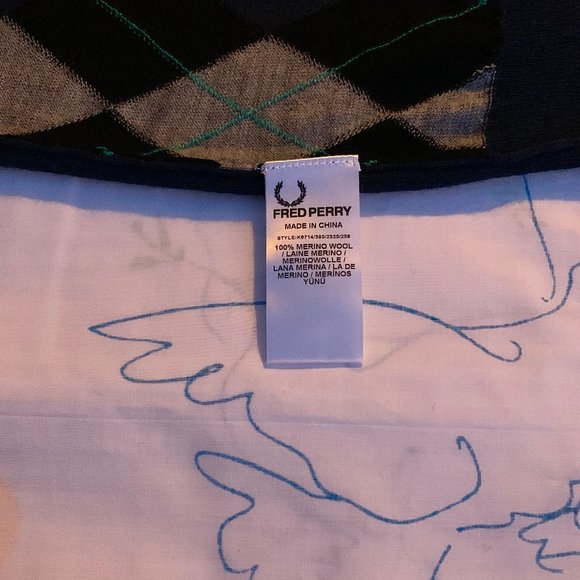 FRED PERRY
MADE IN CHINA
STYLE:K8714/395/2325/258
100% MERINO WOOL
/ LAINE MERINO /
MERINOWOLLE /
LANA MERINA / LA DE
MERINO / MERİNOS
YÜNÜ